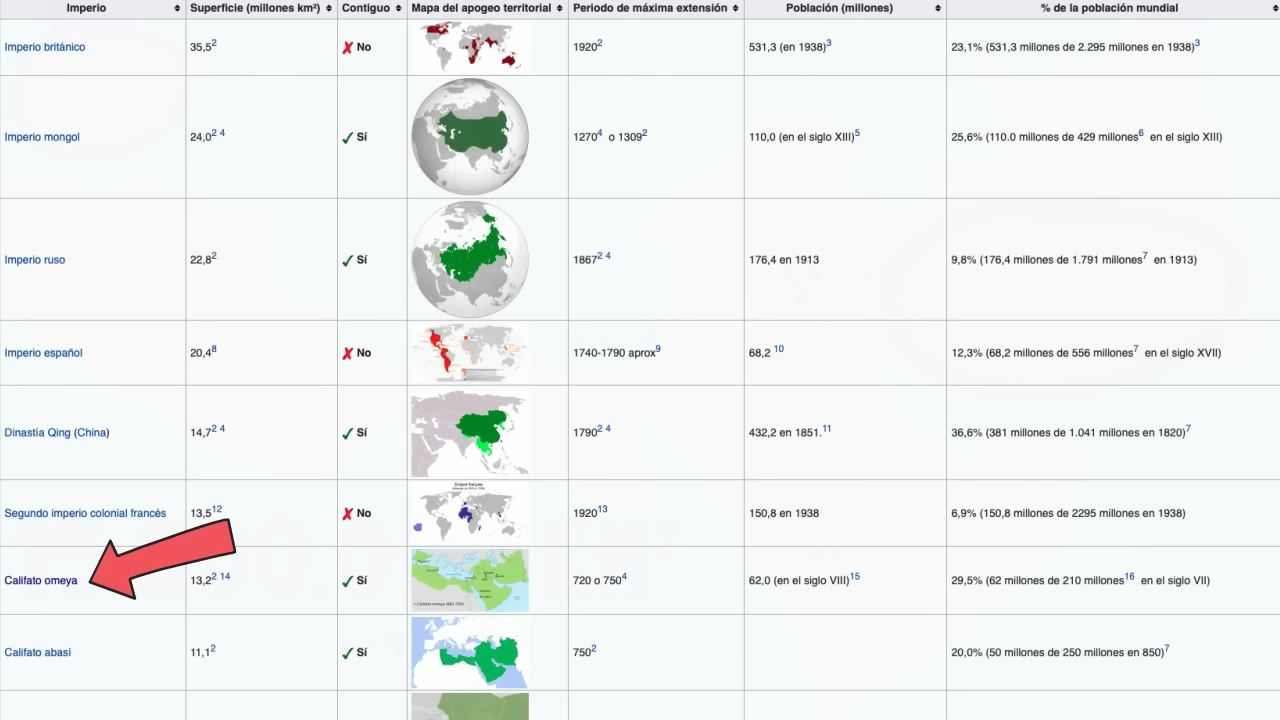 Imperio Superficie (millones km²) Contiguo Mapa del apogeo territorial Periodo de máxima extensión Población (millones) % de la población mundial
Imperio británico 35,5² No 1920² 531,3 (en 1938)³ 23,1% (531,3 millones de 2.295 millones en 1938)³
Imperio mongol 24,0² ⁴ Sí 1270⁴ o 1309² 110,0 (en el siglo XIII)⁵ 25,6% (110.0 millones de 429 millones⁶ en el siglo XIII)
Imperio ruso 22,8² Sí 1867² ⁴ 176,4 en 1913 9,8% (176,4 millones de 1.791 millones⁷ en 1913)
Imperio español 20,4⁸ No 1740-1790 aprox⁹ 68,2 ¹⁰ 12,3% (68,2 millones de 556 millones⁷ en el siglo XVII)
Dinastía Qing (China) 14,7² ⁴ Sí 1790² ⁴ 432,2 en 1851.¹¹ 36,6% (381 millones de 1.041 millones en 1820)⁷
Segundo imperio colonial francés 13,5¹² No 1920¹³ 150,8 en 1938 6,9% (150,8 millones de 2295 millones en 1938)
Califato omeya 13,2² ¹⁴ Sí 720 o 750⁴ 62,0 (en el siglo VIII)¹⁵ 29,5% (62 millones de 210 millones¹⁶ en el siglo VII)
Califato abasí 11,1² Sí 750² 20,0% (50 millones de 250 millones en 850)⁷